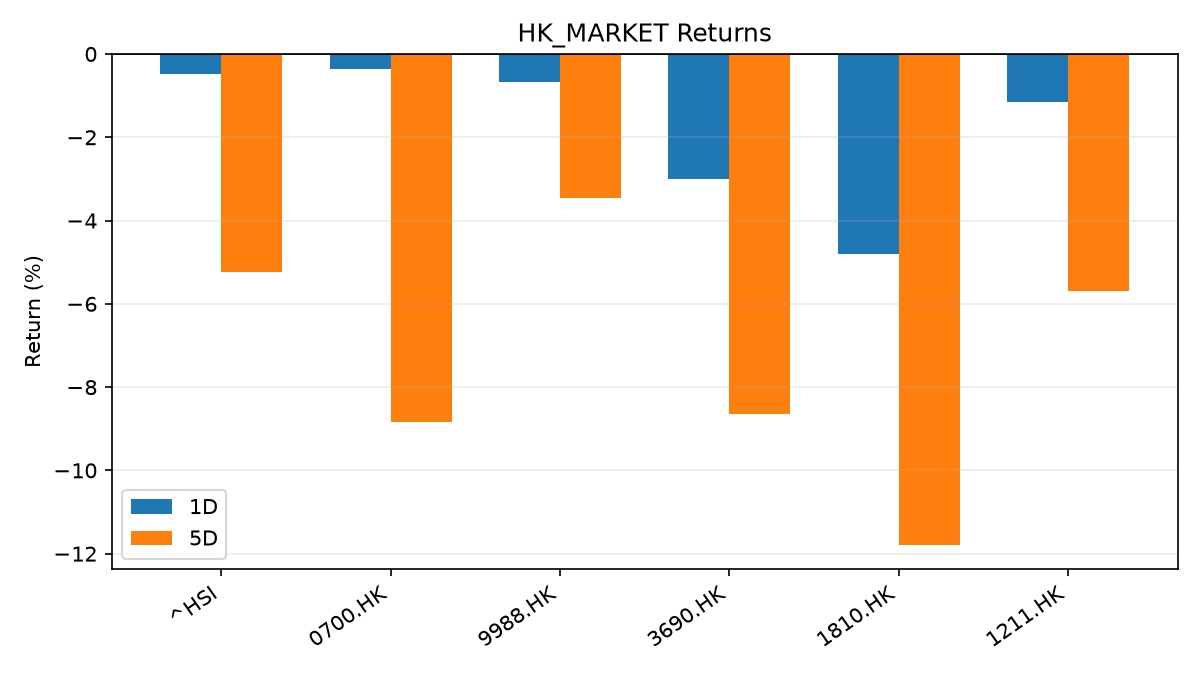 HK_MARKET Returns
Return (%)
0
−2
−4
−6
−8
−10
−12
1D
5D
^HSI
0700.HK
9988.HK
3690.HK
1810.HK
1211.HK